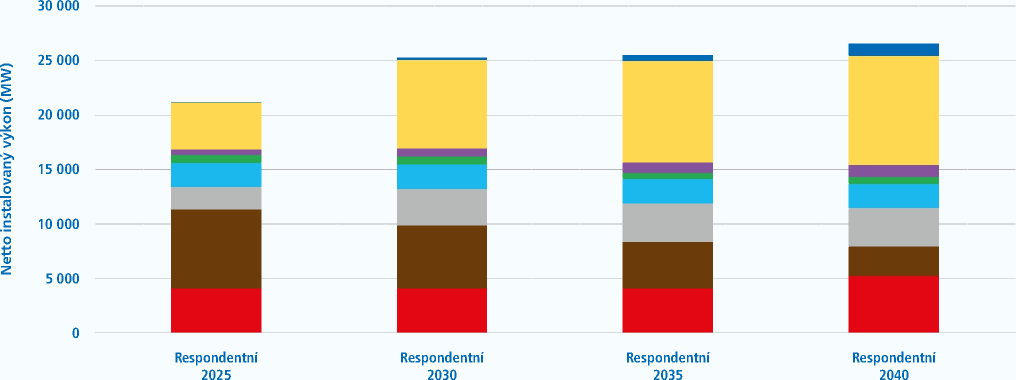 Netto instalovaný výkon (MW)
30 000
25 000
20 000
15 000
10 000
5 000
0
Respondentní
2025
Respondentní
2030
Respondentní
2035
Respondentní
2040